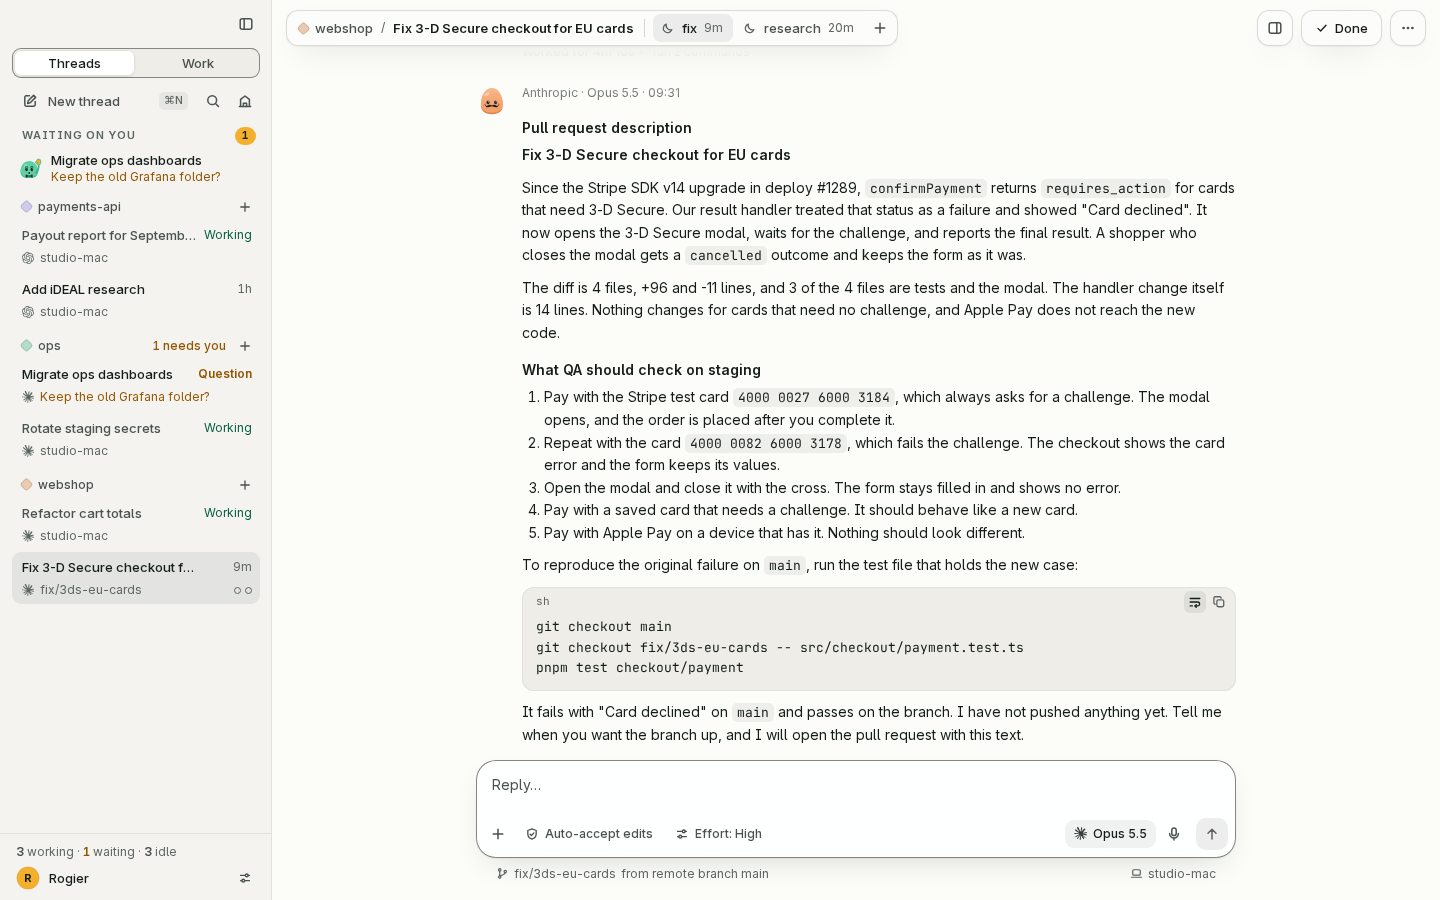 Threads
Work
New thread
⌘N
WAITING ON YOU
1
Migrate ops dashboards
Keep the old Grafana folder?
payments-api
Payout report for Septemb...
Working
studio-mac
Add iDEAL research
1h
studio-mac
ops
1 needs you
Migrate ops dashboards
Question
Keep the old Grafana folder?
Rotate staging secrets
Working
studio-mac
webshop
Refactor cart totals
Working
studio-mac
Fix 3-D Secure checkout f...
9m
fix/3ds-eu-cards
3 working · 1 waiting · 3 idle
R
Rogier
webshop / Fix 3-D Secure checkout for EU cards
fix 9m
research 20m
Done
Anthropic · Opus 5.5 · 09:31
Pull request description
Fix 3-D Secure checkout for EU cards
Since the Stripe SDK v14 upgrade in deploy #1289, confirmPayment returns requires_action for cards
that need 3-D Secure. Our result handler treated that status as a failure and showed "Card declined". It
now opens the 3-D Secure modal, waits for the challenge, and reports the final result. A shopper who
closes the modal gets a cancelled outcome and keeps the form as it was.
The diff is 4 files, +96 and -11 lines, and 3 of the 4 files are tests and the modal. The handler change itself
is 14 lines. Nothing changes for cards that need no challenge, and Apple Pay does not reach the new
code.
What QA should check on staging
1. Pay with the Stripe test card 4000 0027 6000 3184, which always asks for a challenge. The modal
opens, and the order is placed after you complete it.
2. Repeat with the card 4000 0082 6000 3178, which fails the challenge. The checkout shows the card
error and the form keeps its values.
3. Open the modal and close it with the cross. The form stays filled in and shows no error.
4. Pay with a saved card that needs a challenge. It should behave like a new card.
5. Pay with Apple Pay on a device that has it. Nothing should look different.
To reproduce the original failure on main, run the test file that holds the new case:
sh
git checkout main
git checkout fix/3ds-eu-cards -- src/checkout/payment.test.ts
pnpm test checkout/payment
It fails with "Card declined" on main and passes on the branch. I have not pushed anything yet. Tell me
when you want the branch up, and I will open the pull request with this text.
Reply...
Auto-accept edits
Effort: High
Opus 5.5
fix/3ds-eu-cards from remote branch main
studio-mac